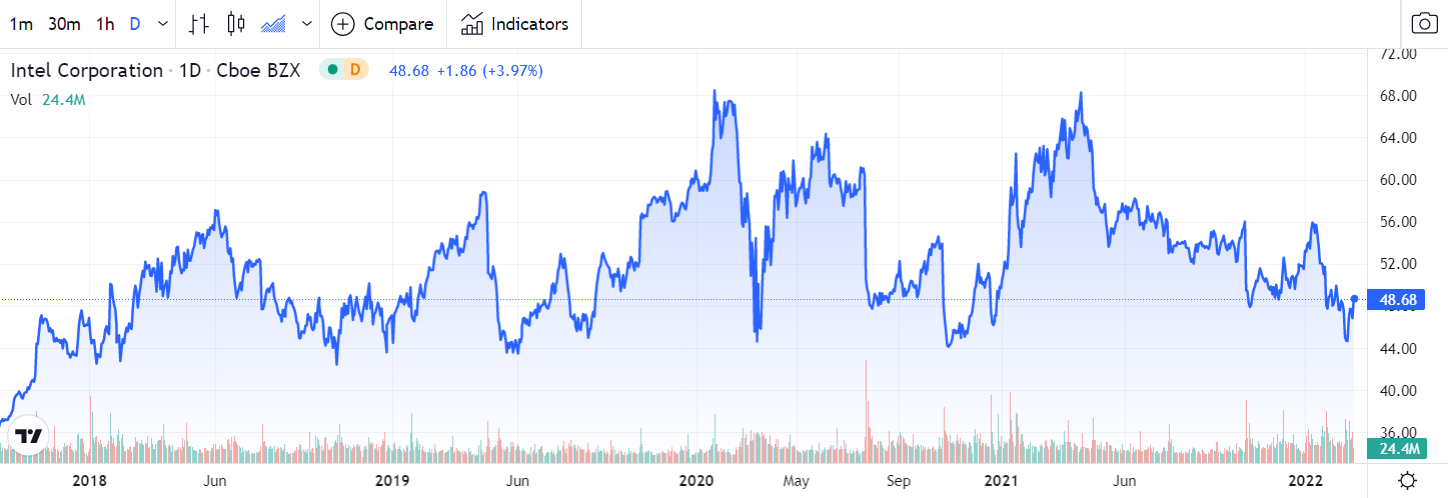 1m 30m 1h D Compare Indicators
72.00
Intel Corporation · 1D · Cboe BZX D 48.68 +1.86 (+3.97%)
Vol 24.4M
68.00
64.00
60.00
56.00
52.00
48.68
44.00
40.00
36.00
24.4M
2018 Jun 2019 Jun 2020 May Sep 2021 Jun 2022